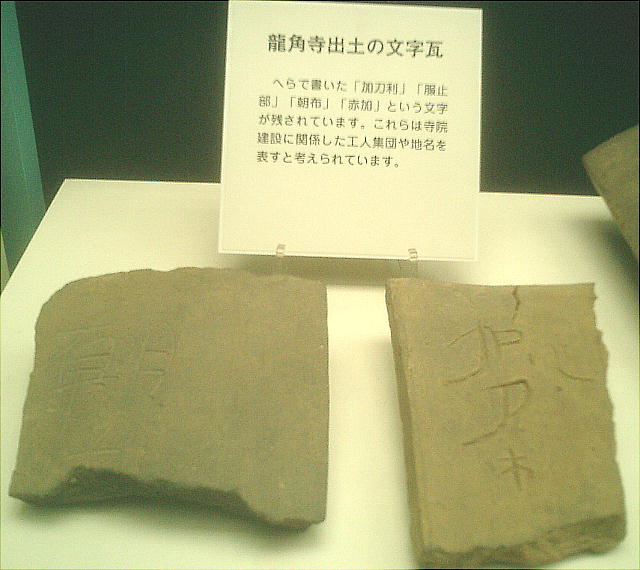 龍角寺出土の文字瓦
へらで書いた「加刀利」「服止
部」「朝布」「赤加」という文字
が残されています。これらは寺院
建設に関係した工人集団や地名を
表すと考えられています。
朝
加刀